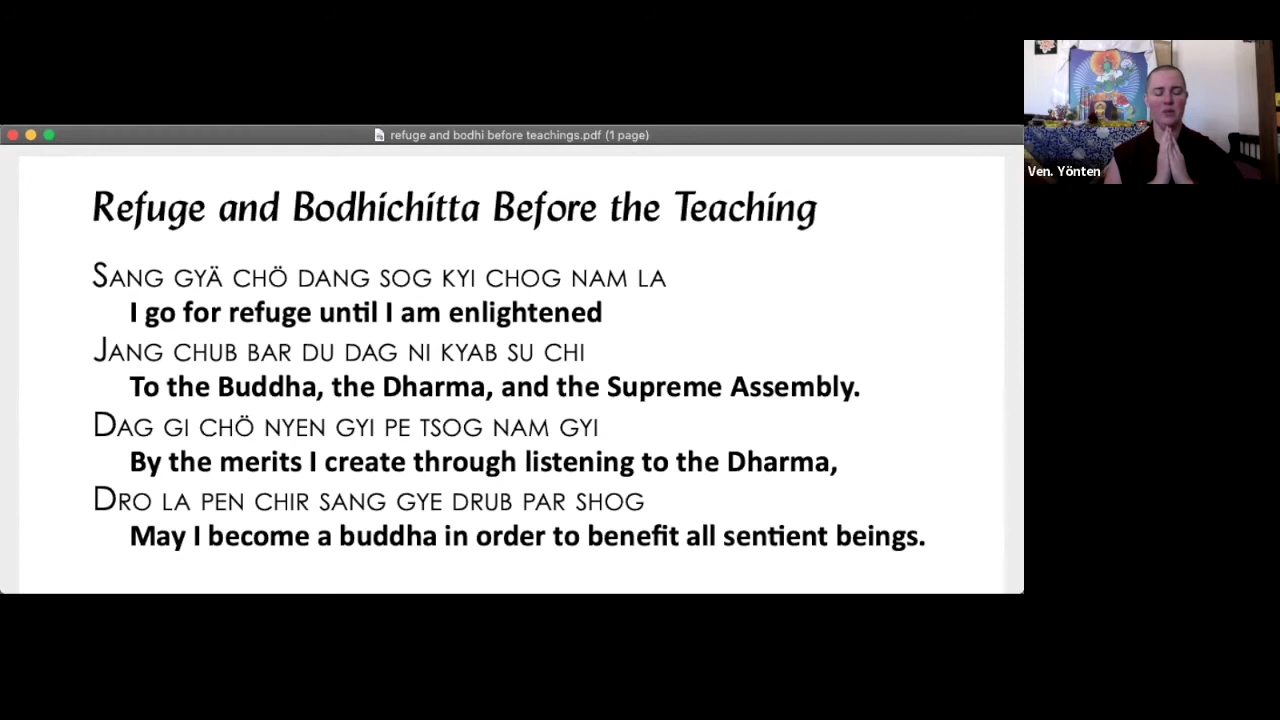 refuge and bodhi before teachings.pdf (1 page)
Refuge and Bodhichitta Before the Teaching
SANG GYÄ CHÖ DANG SOG KYI CHOG NAM LA
I go for refuge until I am enlightened
JANG CHUB BAR DU DAG NI KYAB SU CHI
To the Buddha, the Dharma, and the Supreme Assembly.
DAG GI CHÖ NYEN GYI PE TSOG NAM GYI
By the merits I create through listening to the Dharma,
DRO LA PEN CHIR SANG GYE DRUB PAR SHOG
May I become a buddha in order to benefit all sentient beings.
Ven. Yönten